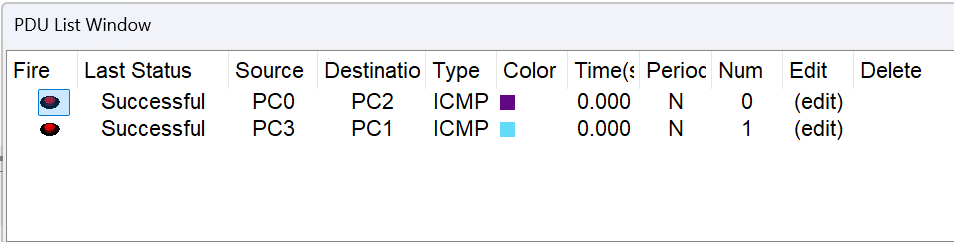 PDU List Window
Fire Last Status Source Destinatio Type Color Time(s Perioc Num Edit Delete
Successful PC0 PC2 ICMP 0.000 N 0 (edit)
Successful PC3 PC1 ICMP 0.000 N 1 (edit)